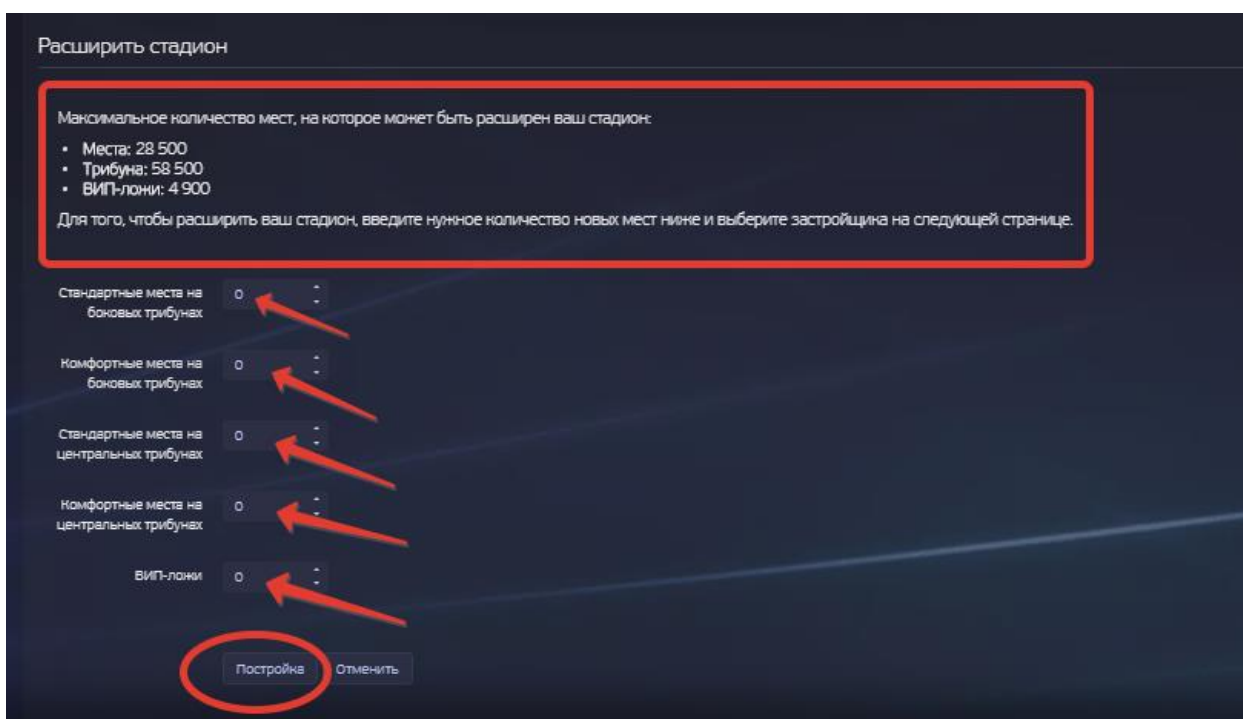 Расширить стадион
Максимальное количество мест, на которое может быть расширен ваш стадион:
• Места: 28 500
• Трибуна: 58 500
• ВИП-ложи: 4 900
Для того, чтобы расширить ваш стадион, введите нужное количество новых мест ниже и выберите застройщика на следующей странице.
Стандартные места на 0
боковых трибунах
Комфортные места на 0
боковых трибунах
Стандартные места на 0
центральных трибунах
Комфортные места на 0
центральных трибунах
ВИП-ложи 0
Постройка Отменить